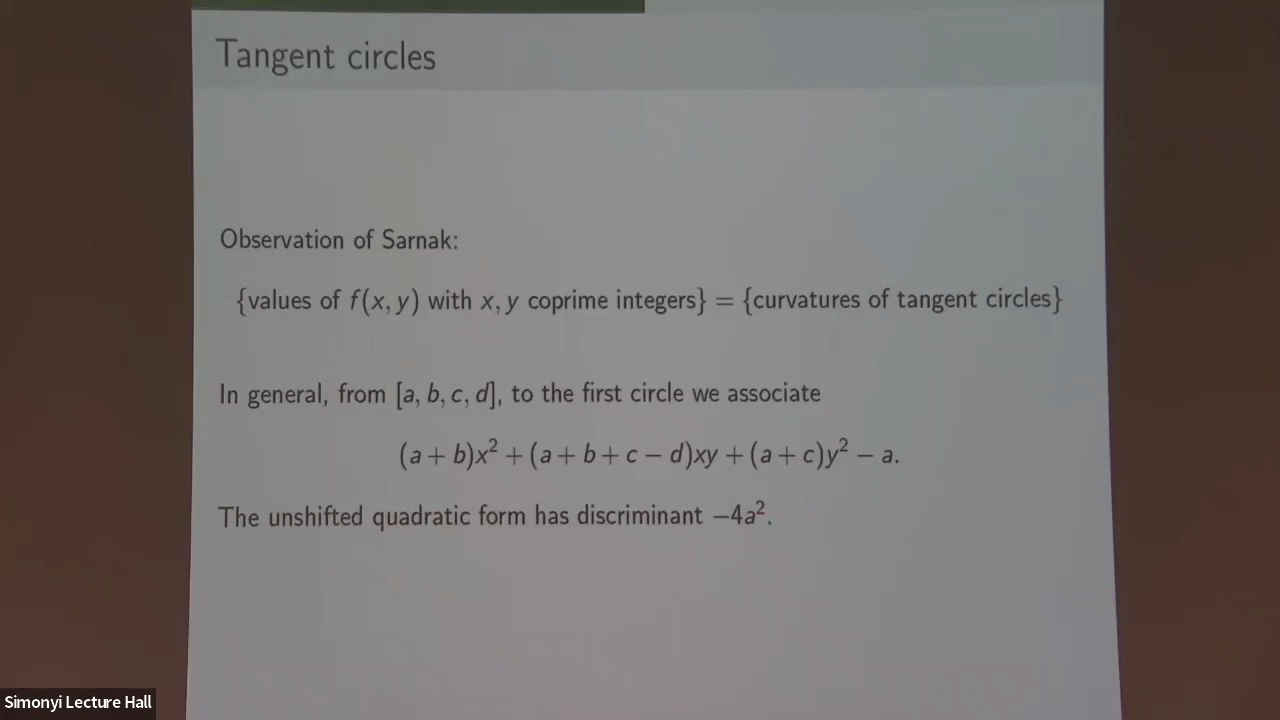 Tangent circles
Observation of Sarnak:
{values of f(x, y) with x, y coprime integers} = {curvatures of tangent circles}
In general, from [a, b, c, d], to the first circle we associate
(a + b)x² + (a + b + c − d)xy + (a + c)y² − a.
The unshifted quadratic form has discriminant −4a².
Simonyi Lecture Hall